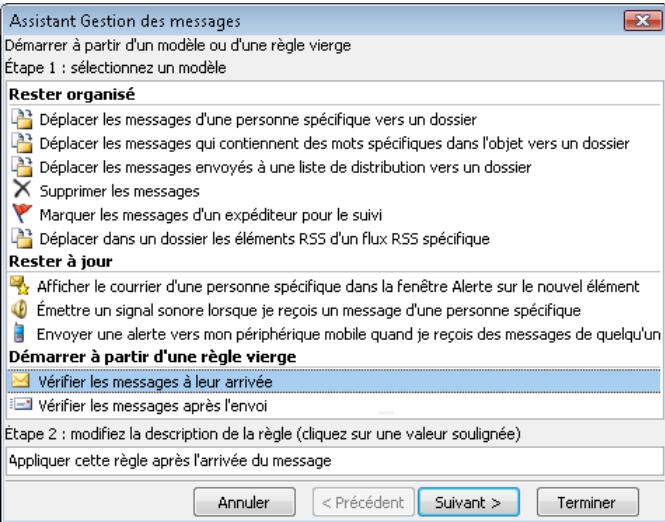 Assistant Gestion des messages
Démarrer à partir d'un modèle ou d'une règle vierge
Étape 1 : sélectionnez un modèle
Rester organisé
Déplacer les messages d'une personne spécifique vers un dossier
Déplacer les messages qui contiennent des mots spécifiques dans l'objet vers un dossier
Déplacer les messages envoyés à une liste de distribution vers un dossier
Supprimer les messages
Marquer les messages d'un expéditeur pour le suivi
Déplacer dans un dossier les éléments RSS d'un flux RSS spécifique
Rester à jour
Afficher le courrier d'une personne spécifique dans la fenêtre Alerte sur le nouvel élément
Émettre un signal sonore lorsque je reçois un message d'une personne spécifique
Envoyer une alerte vers mon périphérique mobile quand je reçois des messages de quelqu'un
Démarrer à partir d'une règle vierge
Vérifier les messages à leur arrivée
Vérifier les messages après l'envoi
Étape 2 : modifiez la description de la règle (cliquez sur une valeur soulignée)
Appliquer cette règle après l'arrivée du message
Annuler < Précédent Suivant > Terminer